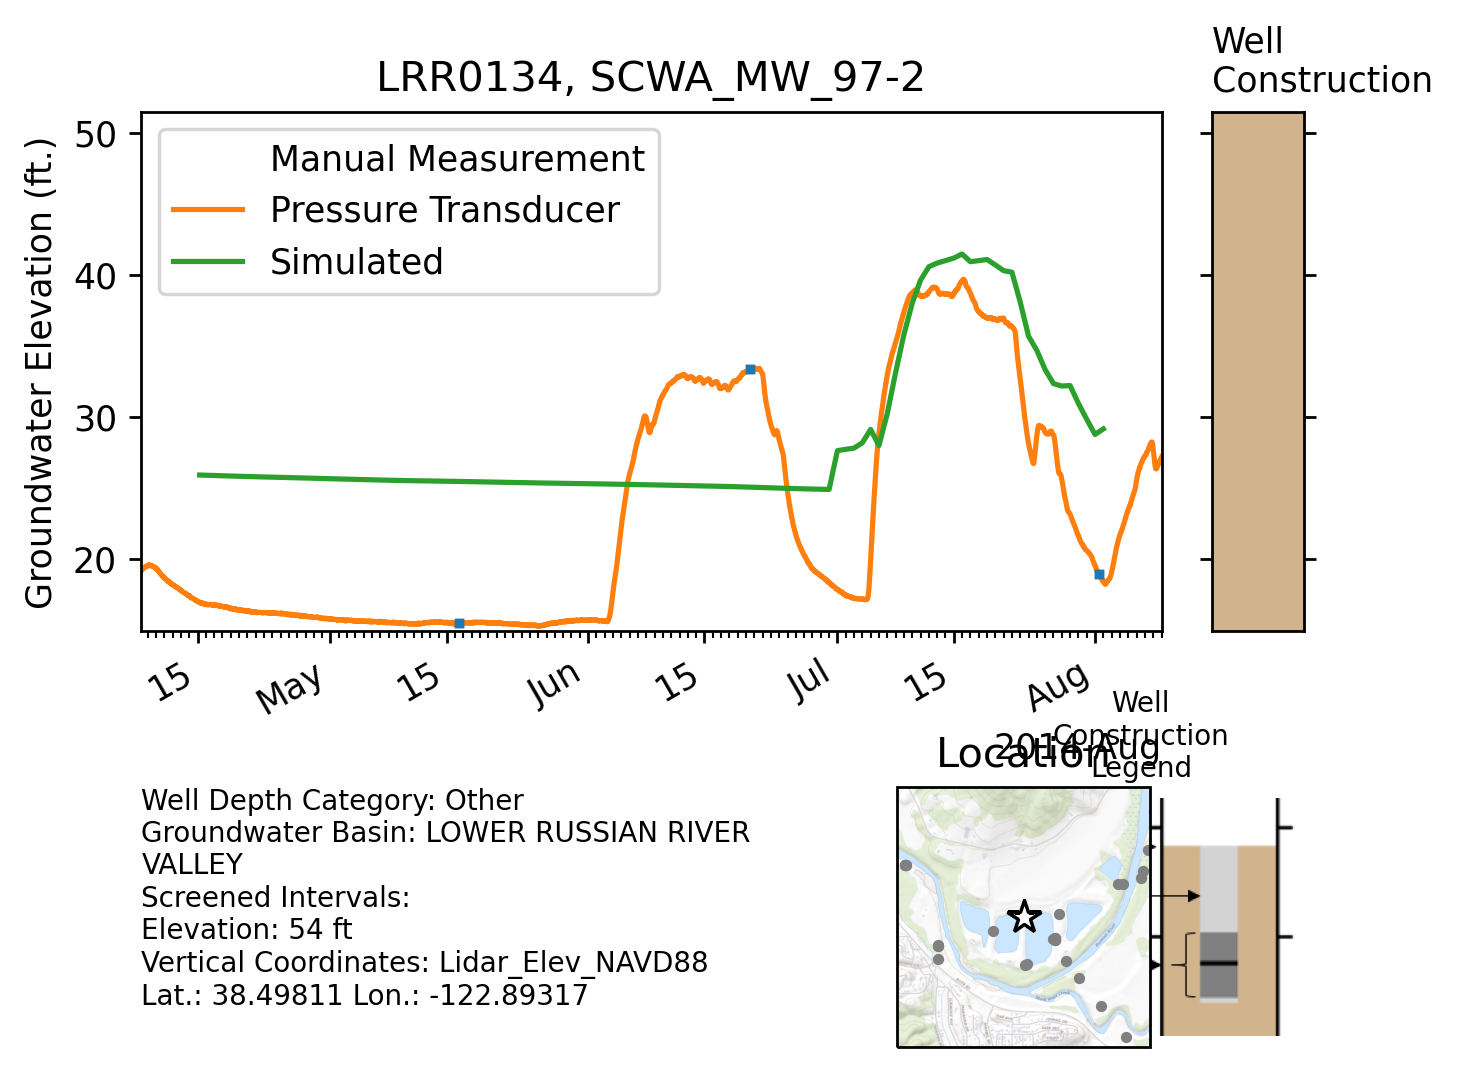 Well
Construction
LRR0134, SCWA_MW_97-2
Groundwater Elevation (ft.)
50
40
30
20
Manual Measurement
Pressure Transducer
Simulated
15
May
15
Jun
15
Jul
15
Aug
2014-Aug
Location
Well
Construction
Legend
Well Depth Category: Other
Groundwater Basin: LOWER RUSSIAN RIVER
VALLEY
Screened Intervals:
Elevation: 54 ft
Vertical Coordinates: Lidar_Elev_NAVD88
Lat.: 38.49811 Lon.: -122.89317